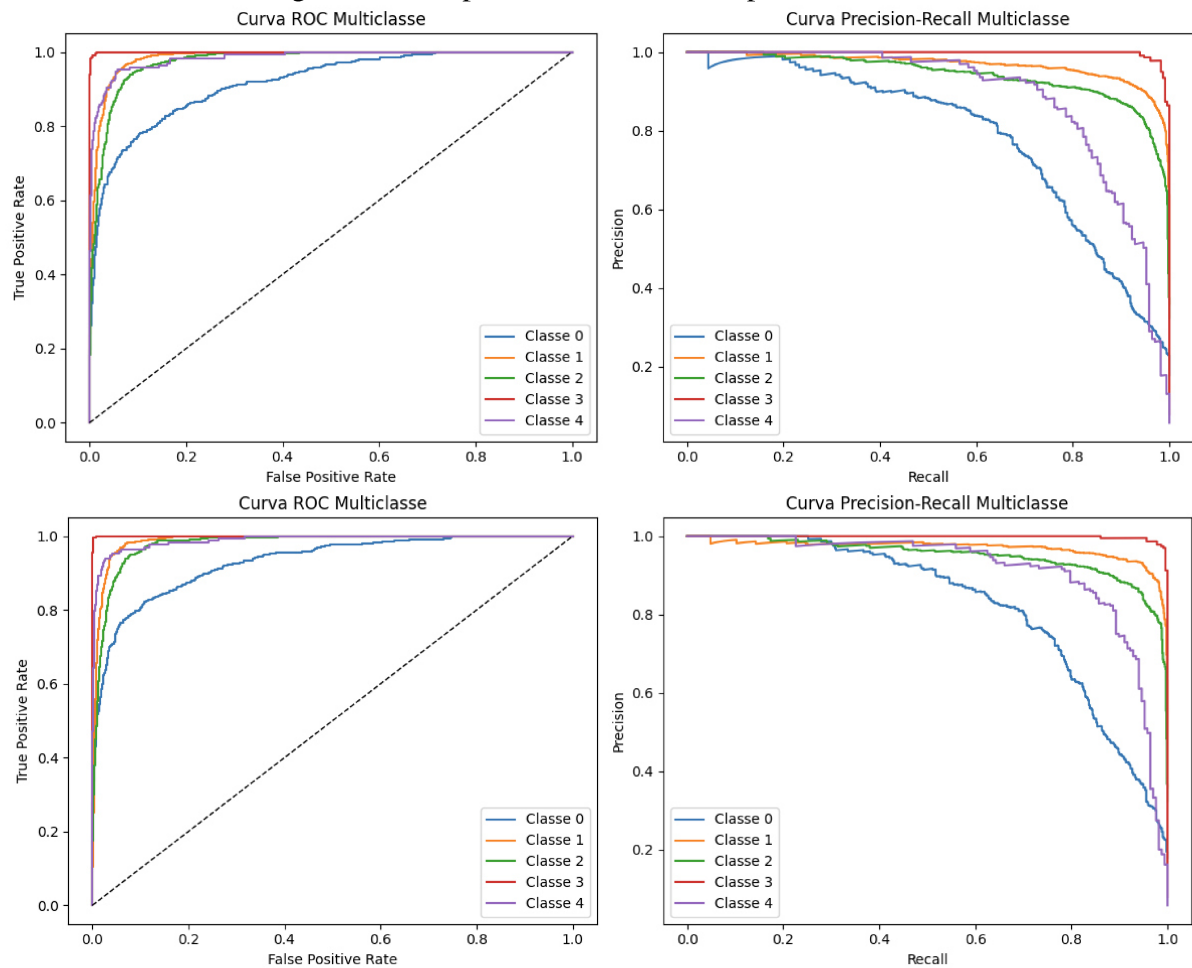 Curva ROC Multiclasse
1.0
0.8
0.6
0.4
0.2
0.0
True Positive Rate
0.0 0.2 0.4 0.6 0.8 1.0
False Positive Rate
Classe 0
Classe 1
Classe 2
Classe 3
Classe 4
Curva Precision-Recall Multiclasse
1.0
0.8
0.6
0.4
0.2
Precision
0.0 0.2 0.4 0.6 0.8 1.0
Recall
Classe 0
Classe 1
Classe 2
Classe 3
Classe 4
Curva ROC Multiclasse
1.0
0.8
0.6
0.4
0.2
0.0
True Positive Rate
0.0 0.2 0.4 0.6 0.8 1.0
False Positive Rate
Classe 0
Classe 1
Classe 2
Classe 3
Classe 4
Curva Precision-Recall Multiclasse
1.0
0.8
0.6
0.4
0.2
Precision
0.0 0.2 0.4 0.6 0.8 1.0
Recall
Classe 0
Classe 1
Classe 2
Classe 3
Classe 4